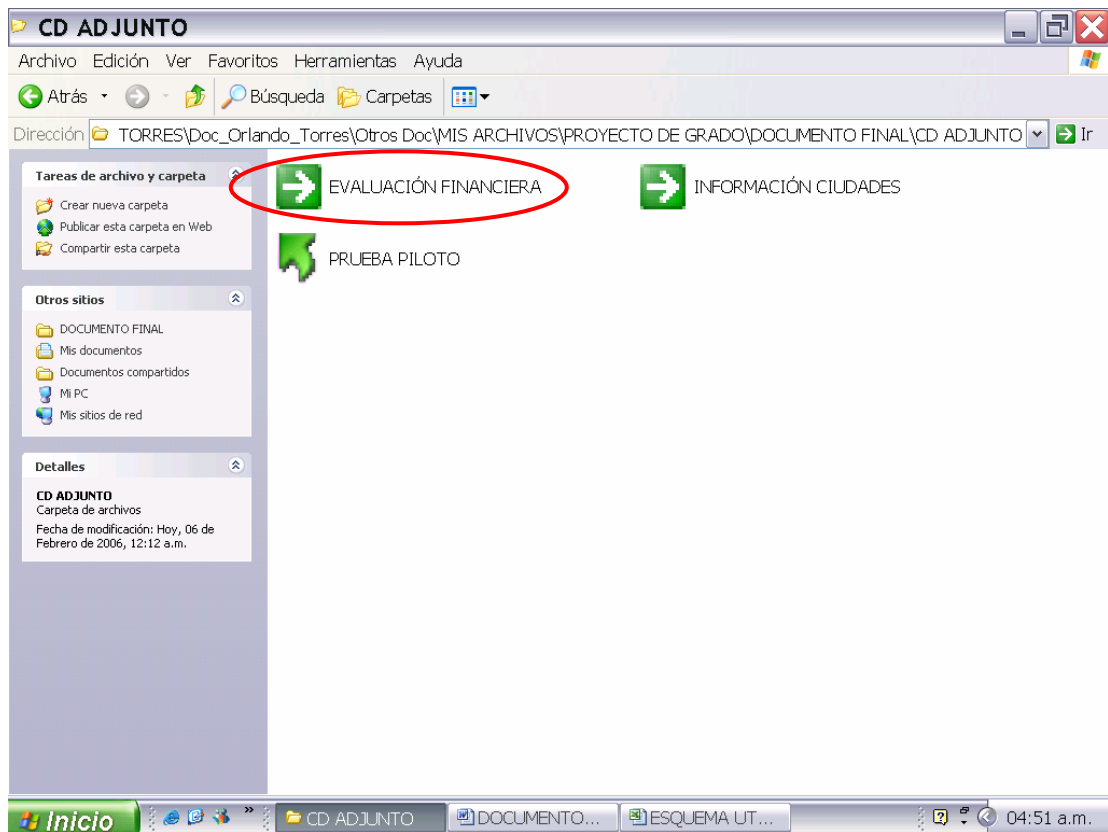 CD ADJUNTO
Archivo Edición Ver Favoritos Herramientas Ayuda
Atrás Búsqueda Carpetas
Dirección TORRES\Doc_Orlando_Torres\Otros Doc\MIS ARCHIVOS\PROYECTO DE GRADO\DOCUMENTO FINAL\CD ADJUNTO Ir
Tareas de archivo y carpeta
Crear nueva carpeta
Publicar esta carpeta en Web
Compartir esta carpeta
Otros sitios
DOCUMENTO FINAL
Mis documentos
Documentos compartidos
Mi PC
Mis sitios de red
Detalles
CD ADJUNTO
Carpeta de archivos
Fecha de modificación: Hoy, 06 de
Febrero de 2006, 12:12 a.m.
EVALUACIÓN FINANCIERA
INFORMACIÓN CIUDADES
PRUEBA PILOTO
Inicio » CD ADJUNTO DOCUMENTO... ESQUEMA UT... 04:51 a.m.